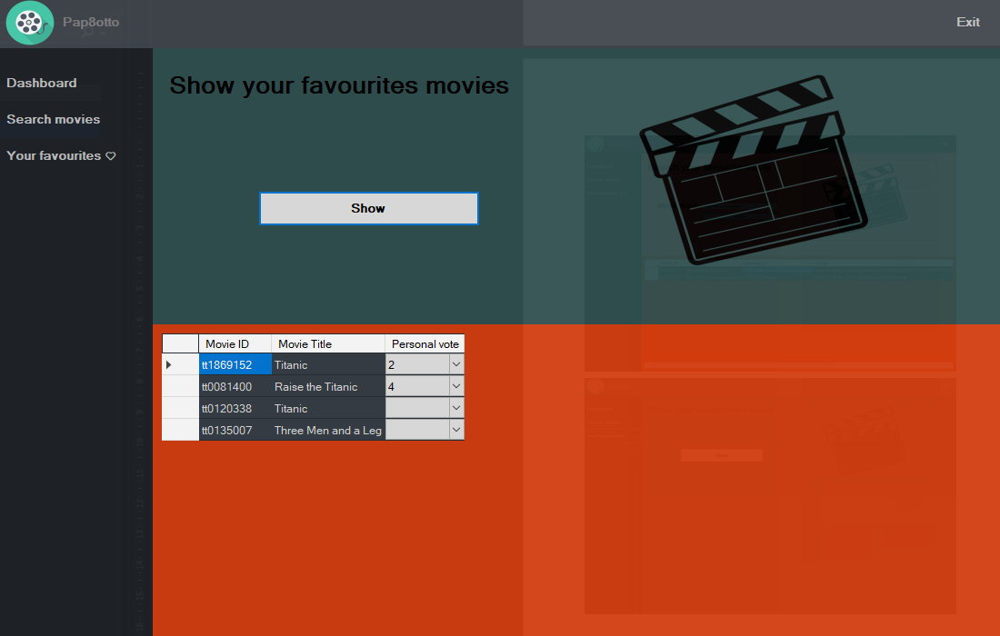 Pap8otto
Exit
Dashboard
Search movies
Your favourites
Show your favourites movies
Show
Movie ID Movie Title Personal vote
tt1869152 Titanic 2
tt0081400 Raise the Titanic 4
tt0120338 Titanic
tt0135007 Three Men and a Leg